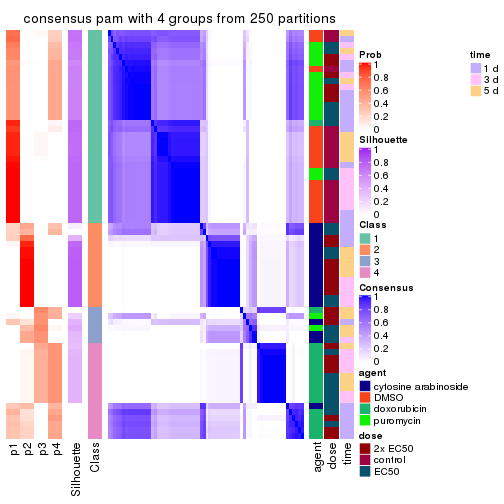 consensus pam with 4 groups from 250 partitions
Prob
1
0.8
0.6
0.4
0.2
0
Silhouette
1
0.8
0.6
0.4
0.2
0
Class
1
2
3
4
Consensus
1
0.8
0.6
0.4
0.2
0
agent
cytosine arabinoside
DMSO
doxorubicin
puromycin
dose
2x EC50
control
EC50
time
1 d
3 d
5 d
p1
p2
p3
p4
Silhouette
Class
agent
dose
time